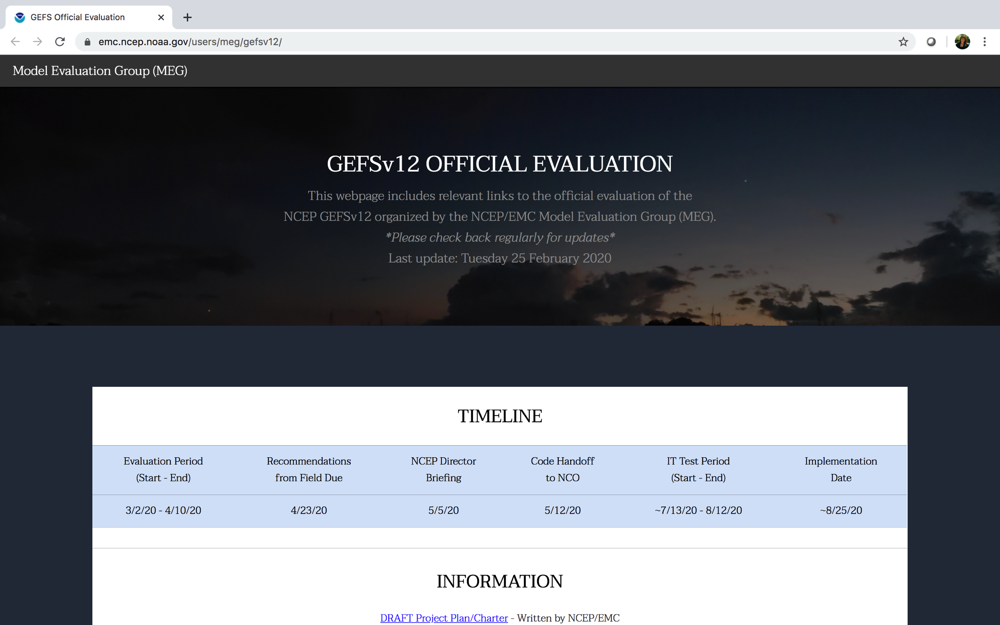 GEFS Official Evaluation
emc.ncep.noaa.gov/users/meg/gefsv12/
Model Evaluation Group (MEG)
GEFSv12 OFFICIAL EVALUATION
This webpage includes relevant links to the official evaluation of the
NCEP GEFSv12 organized by the NCEP/EMC Model Evaluation Group (MEG).
*Please check back regularly for updates*
Last update: Tuesday 25 February 2020
TIMELINE
Evaluation Period Recommendations NCEP Director Code Handoff IT Test Period Implementation
(Start - End) from Field Due Briefing to NCO (Start - End) Date
3/2/20 - 4/10/20 4/23/20 5/5/20 5/12/20 ~7/13/20 - 8/12/20 ~8/25/20
INFORMATION
DRAFT Project Plan/Charter - Written by NCEP/EMC